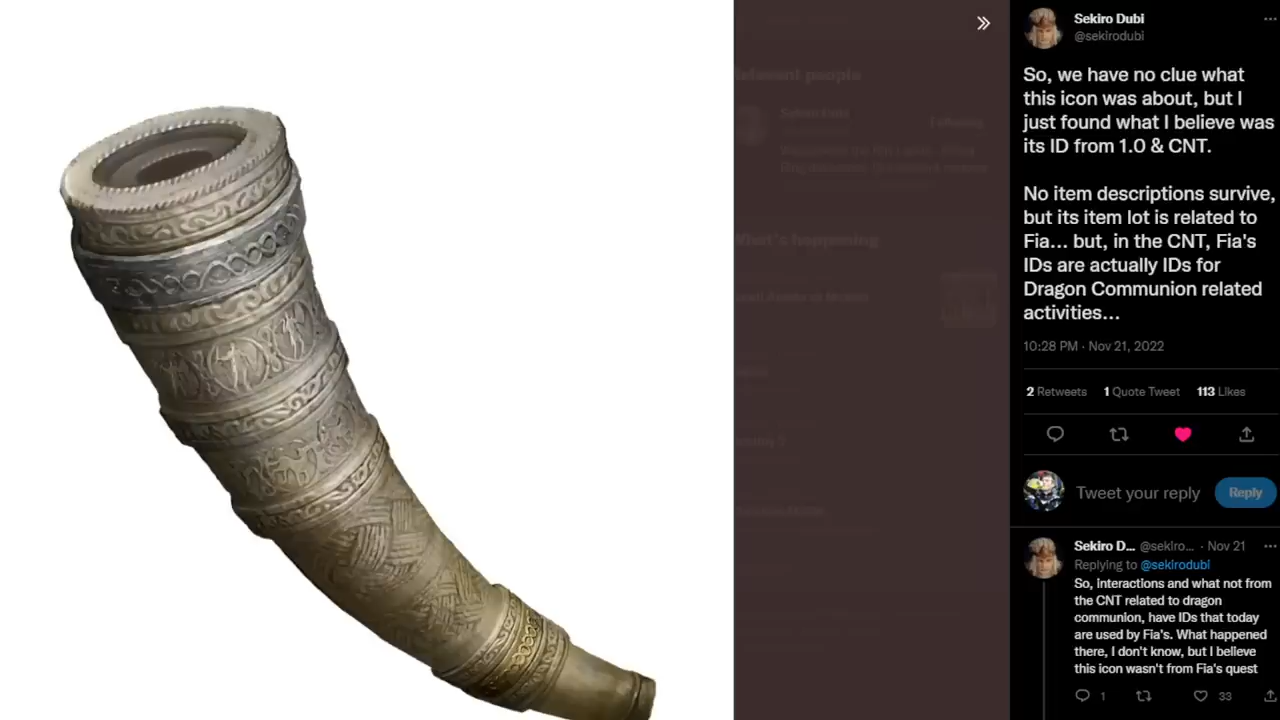 Relevant people
What's happening
Sekiro Dubi
@sekirodubi
So, we have no clue what
this icon was about, but I
just found what I believe was
its ID from 1.0 & CNT.
No item descriptions survive,
but its item lot is related to
Fia... but, in the CNT, Fia's
IDs are actually IDs for
Dragon Communion related
activities...
10:28 PM · Nov 21, 2022
2 Retweets 1 Quote Tweet 113 Likes
Tweet your reply
Reply
Sekiro D... @sekiro... · Nov 21
Replying to @sekirodubi
So, interactions and what not from
the CNT related to dragon
communion, have IDs that today
are used by Fia's. What happened
there, I don't know, but I believe
this icon wasn't from Fia's quest
1 33